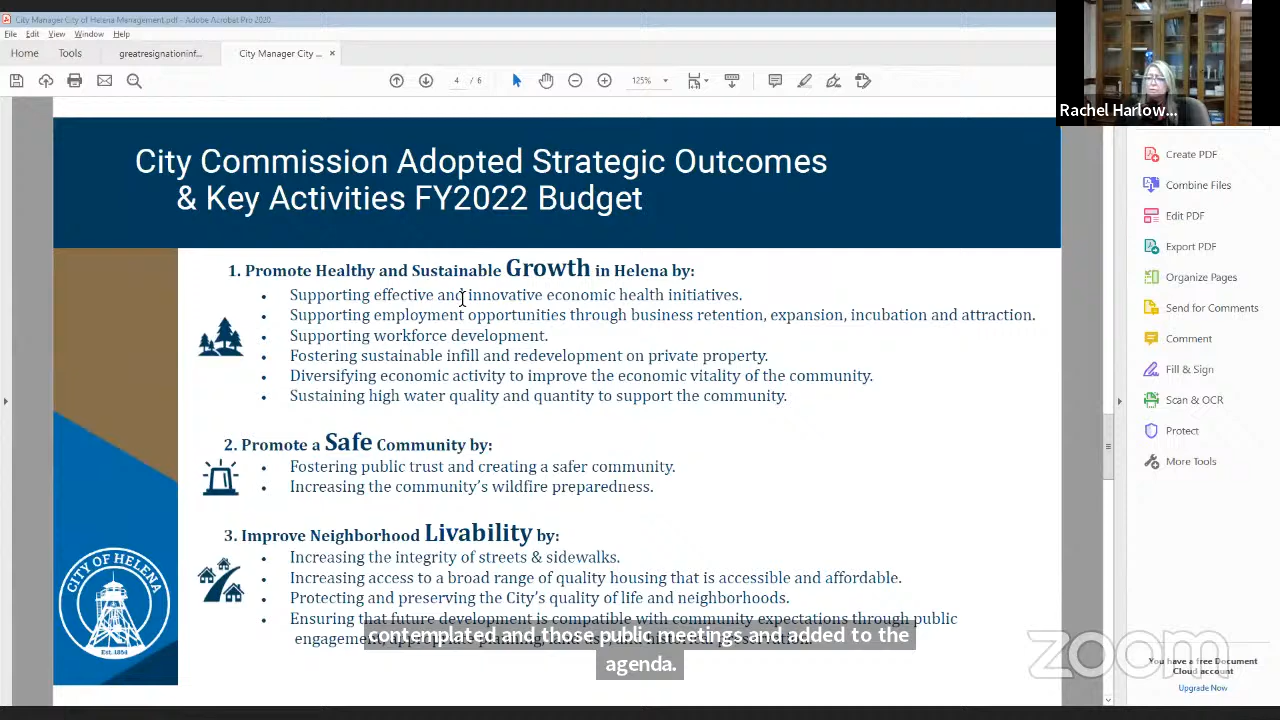 City Manager City of Helena Management.pdf - Adobe Acrobat Pro 2020
File Edit View Window Help
Home Tools greatresignationinf... City Manager City ... ×
4 / 6 125%
Rachel Harlow...
City Commission Adopted Strategic Outcomes
& Key Activities FY2022 Budget
1. Promote Healthy and Sustainable Growth in Helena by:
• Supporting effective and innovative economic health initiatives.
• Supporting employment opportunities through business retention, expansion, incubation and attraction.
• Supporting workforce development.
• Fostering sustainable infill and redevelopment on private property.
• Diversifying economic activity to improve the economic vitality of the community.
• Sustaining high water quality and quantity to support the community.
2. Promote a Safe Community by:
• Fostering public trust and creating a safer community.
• Increasing the community's wildfire preparedness.
3. Improve Neighborhood Livability by:
• Increasing the integrity of streets & sidewalks.
• Increasing access to a broad range of quality housing that is accessible and affordable.
• Protecting and preserving the City's quality of life and neighborhoods.
• Ensuring that future development is compatible with community expectations through public
contemplated and those public meetings and added to the
agenda.
CITY OF HELENA
Est. 1864
Create PDF
Combine Files
Edit PDF
Export PDF
Organize Pages
Send for Comments
Comment
Fill & Sign
Scan & OCR
Protect
More Tools
zoom
You have a free Document
Cloud account
Upgrade Now